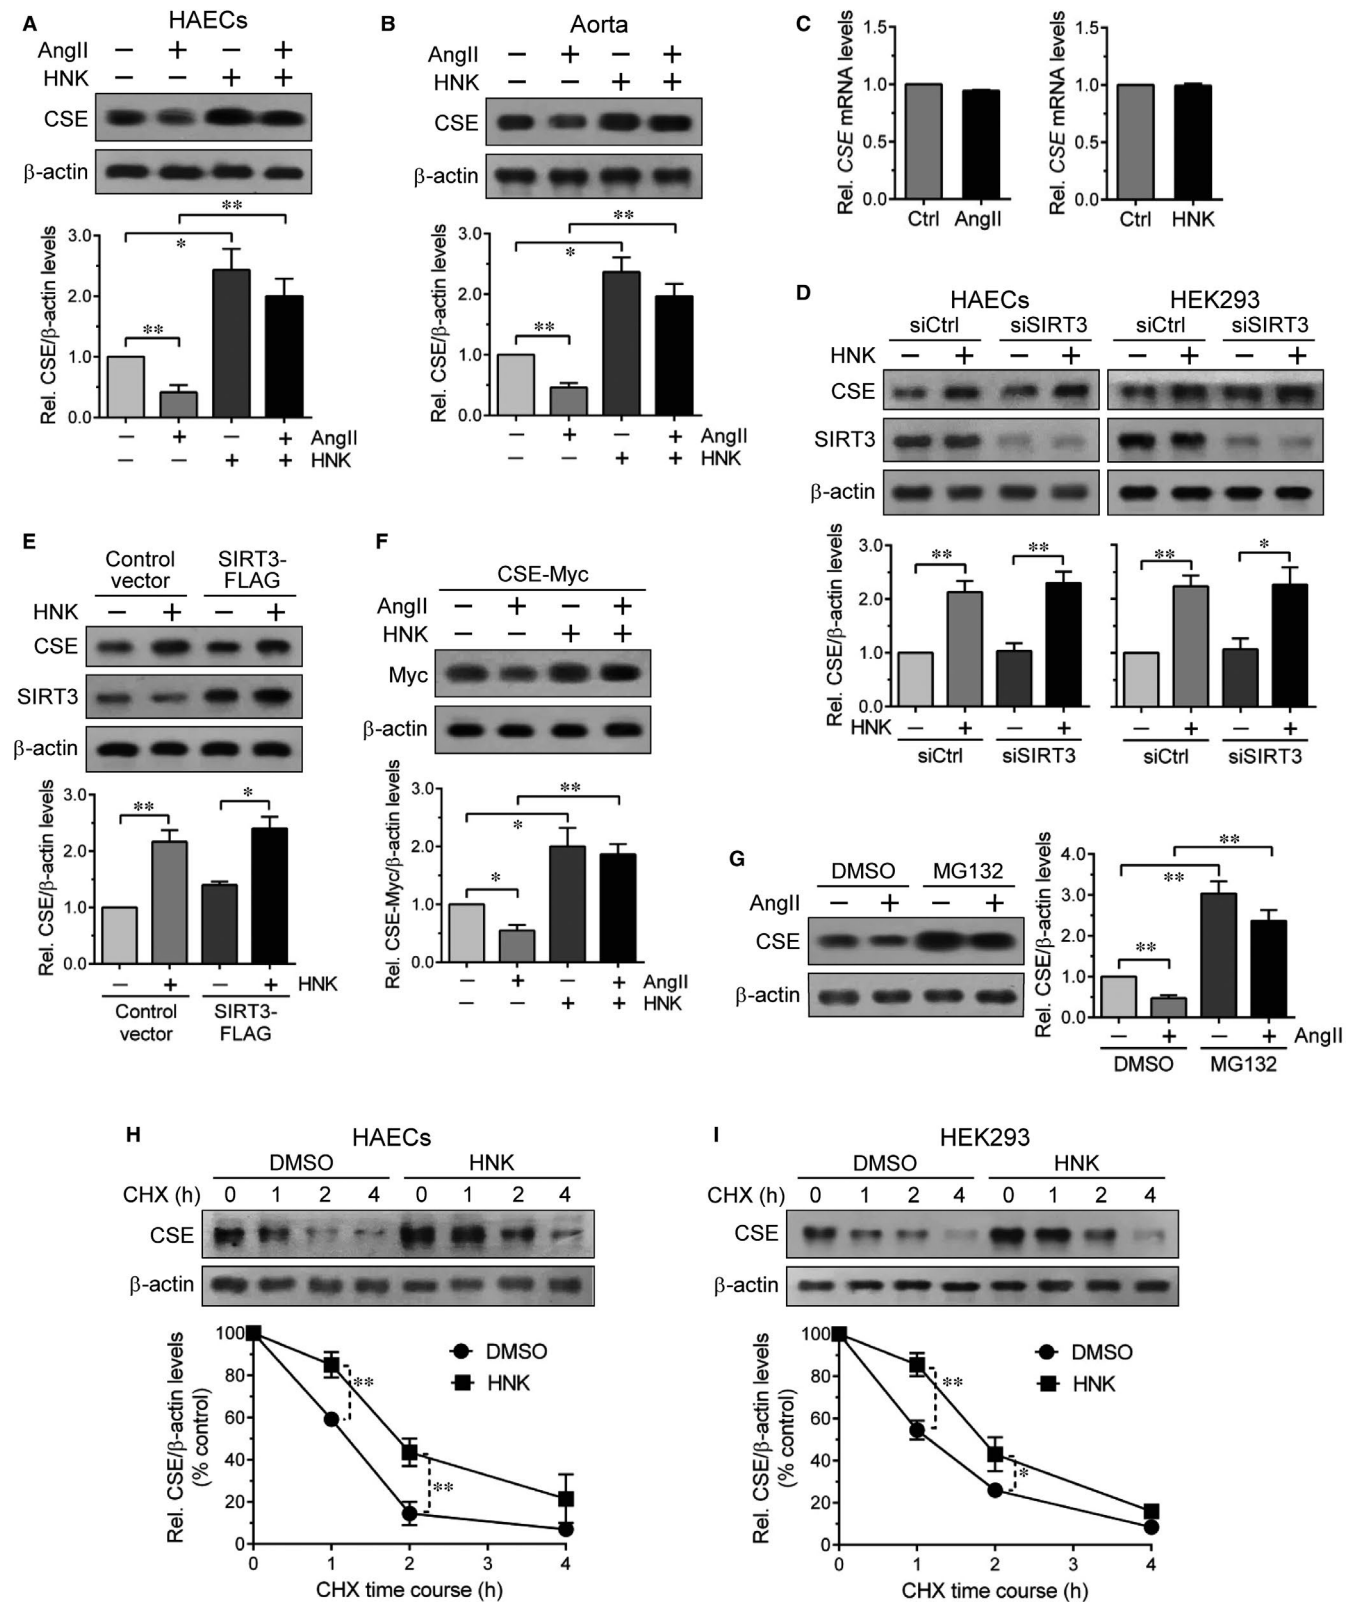 A HAECs
AngII – + – +
HNK – – + +
CSE
β-actin
** 
*
**
Rel. CSE/β-actin levels
3.0
2.0
1.0
0.0
– + – + AngII
– – + + HNK
B Aorta
AngII – + – +
HNK – – + +
CSE
β-actin
**
*
**
Rel. CSE/β-actin levels
3.0
2.0
1.0
0.0
– + – + AngII
– – + + HNK
C
Rel. CSE mRNA levels
1.5
1.0
0.5
0.0
Ctrl AngII
Rel. CSE mRNA levels
1.5
1.0
0.5
0.0
Ctrl HNK
D HAECs HEK293
siCtrl siSIRT3 siCtrl siSIRT3
HNK – + – + – + – +
CSE
SIRT3
β-actin
Rel. CSE/β-actin levels
3.0
2.0
1.0
0.0
** ** ** *
HNK – + – + – + – +
siCtrl siSIRT3 siCtrl siSIRT3
E
Control vector
SIRT3-FLAG
HNK – + – +
CSE
SIRT3
β-actin
Rel. CSE/β-actin levels
3.0
2.0
1.0
0.0
** *
– + – + HNK
Control vector
SIRT3-FLAG
F
CSE-Myc
AngII – + – +
HNK – – + +
Myc
β-actin
Rel. CSE-Myc/β-actin levels
3.0
2.0
1.0
0.0
**
*
*
– + – + AngII
– – + + HNK
G
DMSO MG132
AngII – + – +
CSE
β-actin
Rel. CSE/β-actin levels
4.0
3.0
2.0
1.0
0.0
**
**
**
– + – + AngII
DMSO MG132
H HAECs
DMSO HNK
CHX (h) 0 1 2 4 0 1 2 4
CSE
β-actin
Rel. CSE/β-actin levels
(% control)
100
80
60
40
20
0
DMSO
HNK
**
**
0 1 2 3 4
CHX time course (h)
I HEK293
DMSO HNK
CHX (h) 0 1 2 4 0 1 2 4
CSE
β-actin
Rel. CSE/β-actin levels
(% control)
100
80
60
40
20
0
DMSO
HNK
**
*
0 1 2 3 4
CHX time course (h)